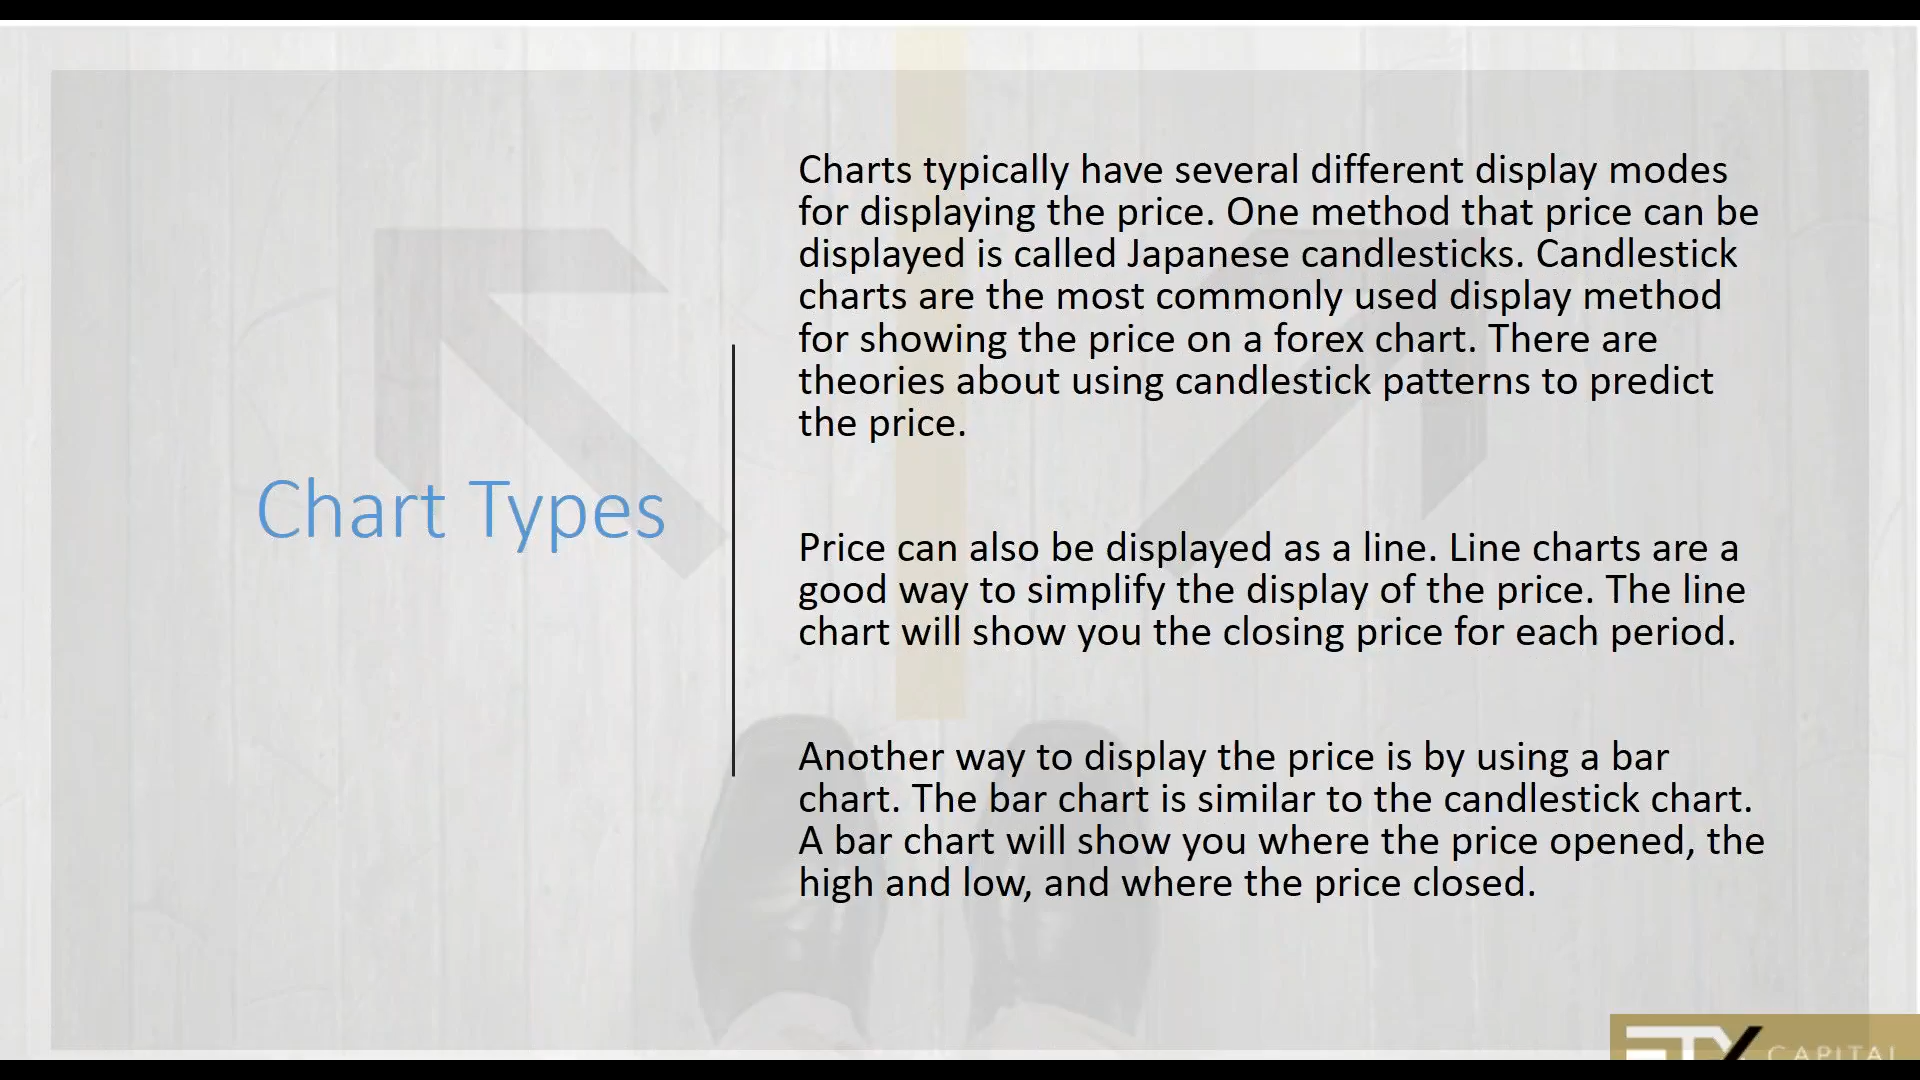 Chart Types
Charts typically have several different display modes
for displaying the price. One method that price can be
displayed is called Japanese candlesticks. Candlestick
charts are the most commonly used display method
for showing the price on a forex chart. There are
theories about using candlestick patterns to predict
the price.
Price can also be displayed as a line. Line charts are a
good way to simplify the display of the price. The line
chart will show you the closing price for each period.
Another way to display the price is by using a bar
chart. The bar chart is similar to the candlestick chart.
A bar chart will show you where the price opened, the
high and low, and where the price closed.
CAPITAL